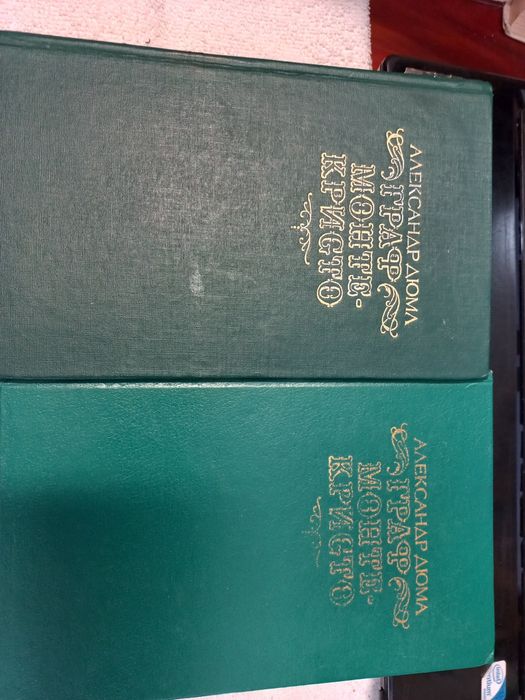 АЛЕКСАНДР ДЮМА
ГРАФ
МОНТЕ-
КРИСТО
АЛЕКСАНДР ДЮМА
ГРАФ
МОНТЕ-
КРИСТО